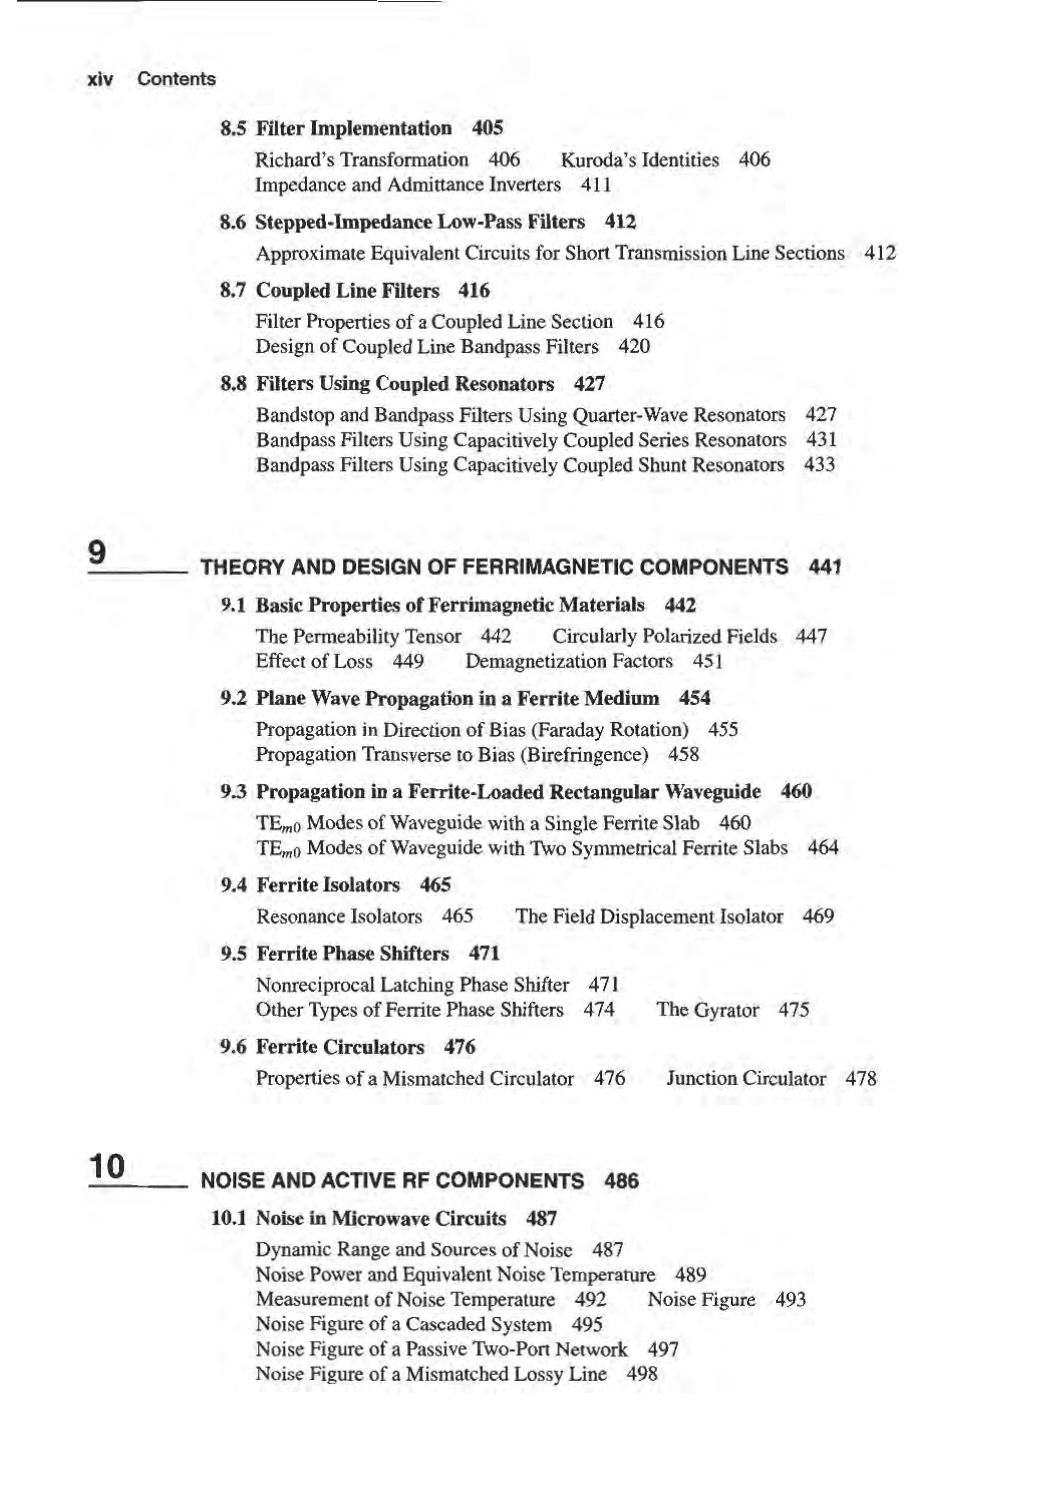 xiv Contents
8.5 Filter Implementation 405
Richard's Transformation 406 Kuroda's Identities 406
Impedance and Admittance Inverters 411
8.6 Stepped-Impedance Low-Pass Filters 412
Approximate Equivalent Circuits for Short Transmission Line Sections 412
8.7 Coupled Line Filters 416
Filter Properties of a Coupled Line Section 416
Design of Coupled Line Bandpass Filters 420
8.8 Filters Using Coupled Resonators 427
Bandstop and Bandpass Filters Using Quarter-Wave Resonators 427
Bandpass Filters Using Capacitively Coupled Series Resonators 431
Bandpass Filters Using Capacitively Coupled Shunt Resonators 433
9 THEORY AND DESIGN OF FERRIMAGNETIC COMPONENTS 441
9.1 Basic Properties of Ferrimagnetic Materials 442
The Permeability Tensor 442 Circularly Polarized Fields 447
Effect of Loss 449 Demagnetization Factors 451
9.2 Plane Wave Propagation in a Ferrite Medium 454
Propagation in Direction of Bias (Faraday Rotation) 455
Propagation Transverse to Bias (Birefringence) 458
9.3 Propagation in a Ferrite-Loaded Rectangular Waveguide 460
TEm0 Modes of Waveguide with a Single Ferrite Slab 460
TEm0 Modes of Waveguide with Two Symmetrical Ferrite Slabs 464
9.4 Ferrite Isolators 465
Resonance Isolators 465 The Field Displacement Isolator 469
9.5 Ferrite Phase Shifters 471
Nonreciprocal Latching Phase Shifter 471
Other Types of Ferrite Phase Shifters 474 The Gyrator 475
9.6 Ferrite Circulators 476
Properties of a Mismatched Circulator 476 Junction Circulator 478
10 NOISE AND ACTIVE RF COMPONENTS 486
10.1 Noise in Microwave Circuits 487
Dynamic Range and Sources of Noise 487
Noise Power and Equivalent Noise Temperature 489
Measurement of Noise Temperature 492 Noise Figure 493
Noise Figure of a Cascaded System 495
Noise Figure of a Passive Two-Port Network 497
Noise Figure of a Mismatched Lossy Line 498